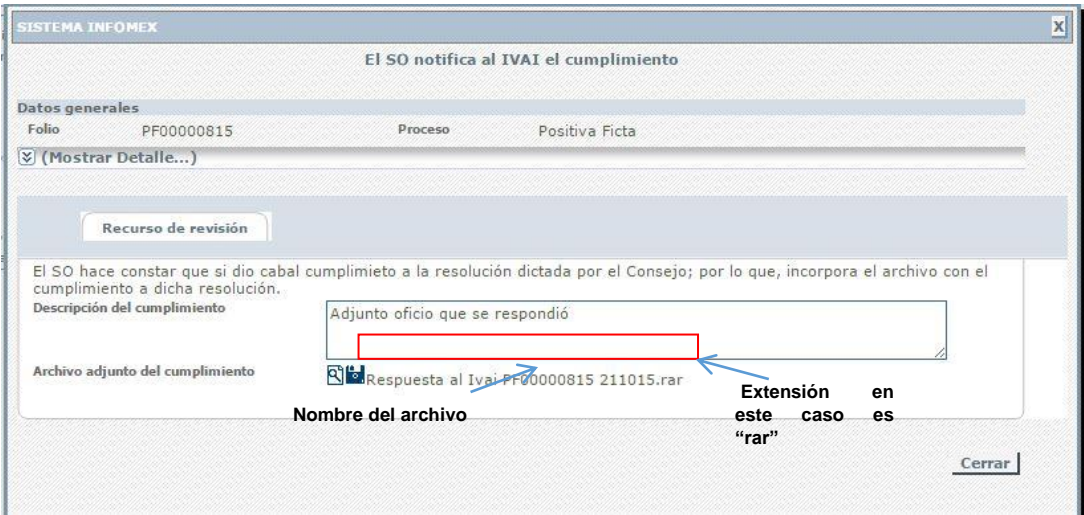 SISTEMA INFOMEX X
El SO notifica al IVAI el cumplimiento
Datos generales
Folio PF00000815 Proceso Positiva Ficta
(Mostrar Detalle...)
Recurso de revisión
El SO hace constar que si dio cabal cumplimieto a la resolución dictada por el Consejo; por lo que, incorpora el archivo con el
cumplimiento a dicha resolución.
Descripción del cumplimiento
Adjunto oficio que se respondió
Archivo adjunto del cumplimiento
Respuesta al Ivai PF00000815 211015.rar
Nombre del archivo
Extensión en
este caso es
“rar”
Cerrar